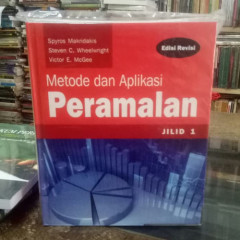 Spyros Makridakis
Steven C. Wheelwright
Victor E. McGee
Edisi Revisi
Metode dan Aplikasi
Peramalan
JILID 1